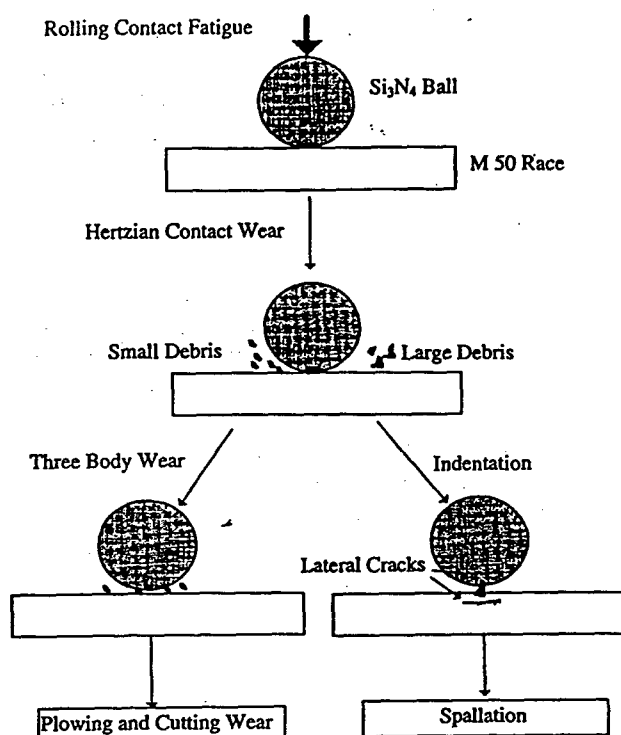 Rolling Contact Fatigue
Si₃N₄ Ball
M 50 Race
Hertzian Contact Wear
Small Debris
Large Debris
Three Body Wear
Indentation
Lateral Cracks
Plowing and Cutting Wear
Spallation